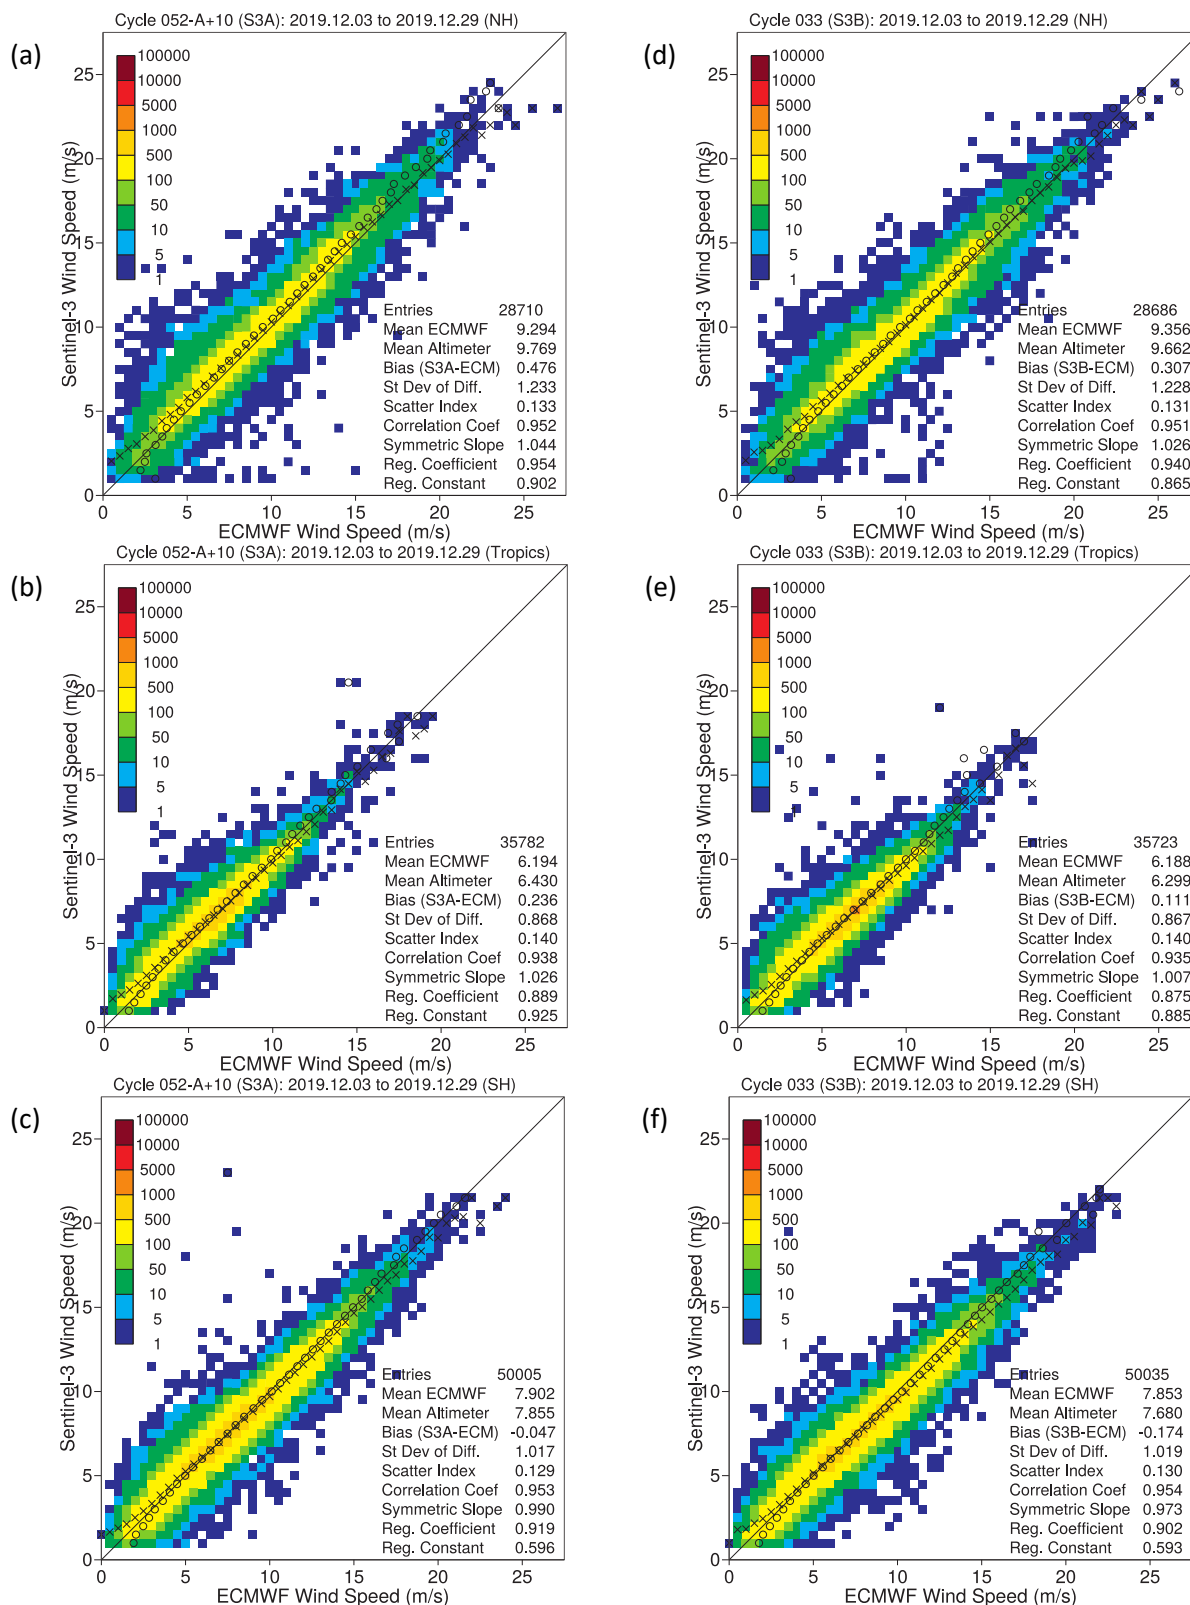 (a)
Cycle 052-A+10 (S3A): 2019.12.03 to 2019.12.29 (NH)
Sentinel-3 Wind Speed (m/s)
25
20
15
10
5
0
100000
10000
5000
1000
500
100
50
10
5
1
Entries 28710
Mean ECMWF 9.294
Mean Altimeter 9.769
Bias (S3A-ECM) 0.476
St Dev of Diff. 1.233
Scatter Index 0.133
Correlation Coef 0.952
Symmetric Slope 1.044
Reg. Coefficient 0.954
Reg. Constant 0.902
0 5 10 15 20 25
ECMWF Wind Speed (m/s)
(d)
Cycle 033 (S3B): 2019.12.03 to 2019.12.29 (NH)
Sentinel-3 Wind Speed (m/s)
25
20
15
10
5
0
100000
10000
5000
1000
500
100
50
10
5
1
Entries 28686
Mean ECMWF 9.356
Mean Altimeter 9.662
Bias (S3B-ECM) 0.307
St Dev of Diff. 1.228
Scatter Index 0.131
Correlation Coef 0.951
Symmetric Slope 1.026
Reg. Coefficient 0.940
Reg. Constant 0.865
0 5 10 15 20 25
ECMWF Wind Speed (m/s)
(b)
Cycle 052-A+10 (S3A): 2019.12.03 to 2019.12.29 (Tropics)
Sentinel-3 Wind Speed (m/s)
25
20
15
10
5
0
100000
10000
5000
1000
500
100
50
10
5
1
Entries 35782
Mean ECMWF 6.194
Mean Altimeter 6.430
Bias (S3A-ECM) 0.236
St Dev of Diff. 0.868
Scatter Index 0.140
Correlation Coef 0.938
Symmetric Slope 1.026
Reg. Coefficient 0.889
Reg. Constant 0.925
0 5 10 15 20 25
ECMWF Wind Speed (m/s)
(e)
Cycle 033 (S3B): 2019.12.03 to 2019.12.29 (Tropics)
Sentinel-3 Wind Speed (m/s)
25
20
15
10
5
0
100000
10000
5000
1000
500
100
50
10
5
1
Entries 35723
Mean ECMWF 6.188
Mean Altimeter 6.299
Bias (S3B-ECM) 0.111
St Dev of Diff. 0.867
Scatter Index 0.140
Correlation Coef 0.935
Symmetric Slope 1.007
Reg. Coefficient 0.875
Reg. Constant 0.885
0 5 10 15 20 25
ECMWF Wind Speed (m/s)
(c)
Cycle 052-A+10 (S3A): 2019.12.03 to 2019.12.29 (SH)
Sentinel-3 Wind Speed (m/s)
25
20
15
10
5
0
100000
10000
5000
1000
500
100
50
10
5
1
Entries 50005
Mean ECMWF 7.902
Mean Altimeter 7.855
Bias (S3A-ECM) -0.047
St Dev of Diff. 1.017
Scatter Index 0.129
Correlation Coef 0.953
Symmetric Slope 0.990
Reg. Coefficient 0.919
Reg. Constant 0.596
0 5 10 15 20 25
ECMWF Wind Speed (m/s)
(f)
Cycle 033 (S3B): 2019.12.03 to 2019.12.29 (SH)
Sentinel-3 Wind Speed (m/s)
25
20
15
10
5
0
100000
10000
5000
1000
500
100
50
10
5
1
Entries 50035
Mean ECMWF 7.853
Mean Altimeter 7.680
Bias (S3B-ECM) -0.174
St Dev of Diff. 1.019
Scatter Index 0.130
Correlation Coef 0.954
Symmetric Slope 0.973
Reg. Coefficient 0.902
Reg. Constant 0.593
0 5 10 15 20 25
ECMWF Wind Speed (m/s)